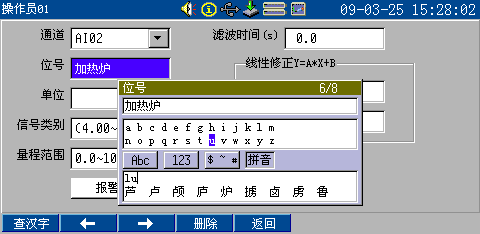 操作员01 09-03-25 15:28:02
通道 AI02 滤波时间(s) 0.0
位号 加热炉 线性修正Y=A*X+B
单位
信号类别 (4.00~
量程范围 0.0~10
报警
位号 6/8
加热炉
a b c d e f g h i j k l m
n o p q r s t u v w x y z
Abc 123 $ ~ # 拼音
lu
芦 卢 颅 庐 炉 掳 卤 虏 鲁
查汉字 ← → 删除 返回